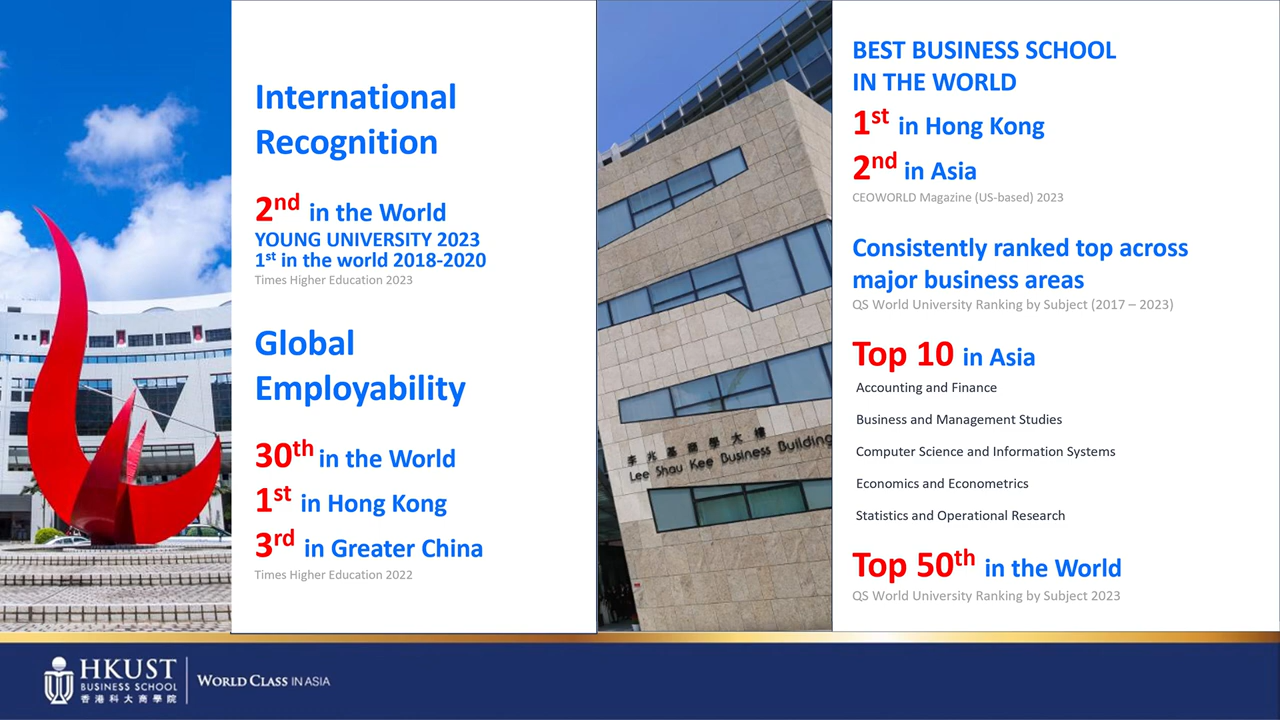 International
Recognition
2nd in the World
YOUNG UNIVERSITY 2023
1st in the world 2018-2020
Times Higher Education 2023
Global
Employability
30th in the World
1st in Hong Kong
3rd in Greater China
Times Higher Education 2022
李兆基商學大樓
Lee Shau Kee Business Building
BEST BUSINESS SCHOOL
IN THE WORLD
1st in Hong Kong
2nd in Asia
CEOWORLD Magazine (US-based) 2023
Consistently ranked top across
major business areas
QS World University Ranking by Subject (2017 – 2023)
Top 10 in Asia
Accounting and Finance
Business and Management Studies
Computer Science and Information Systems
Economics and Econometrics
Statistics and Operational Research
Top 50th in the World
QS World University Ranking by Subject 2023
HKUST
BUSINESS SCHOOL
香港科大商學院
WORLD CLASS IN ASIA